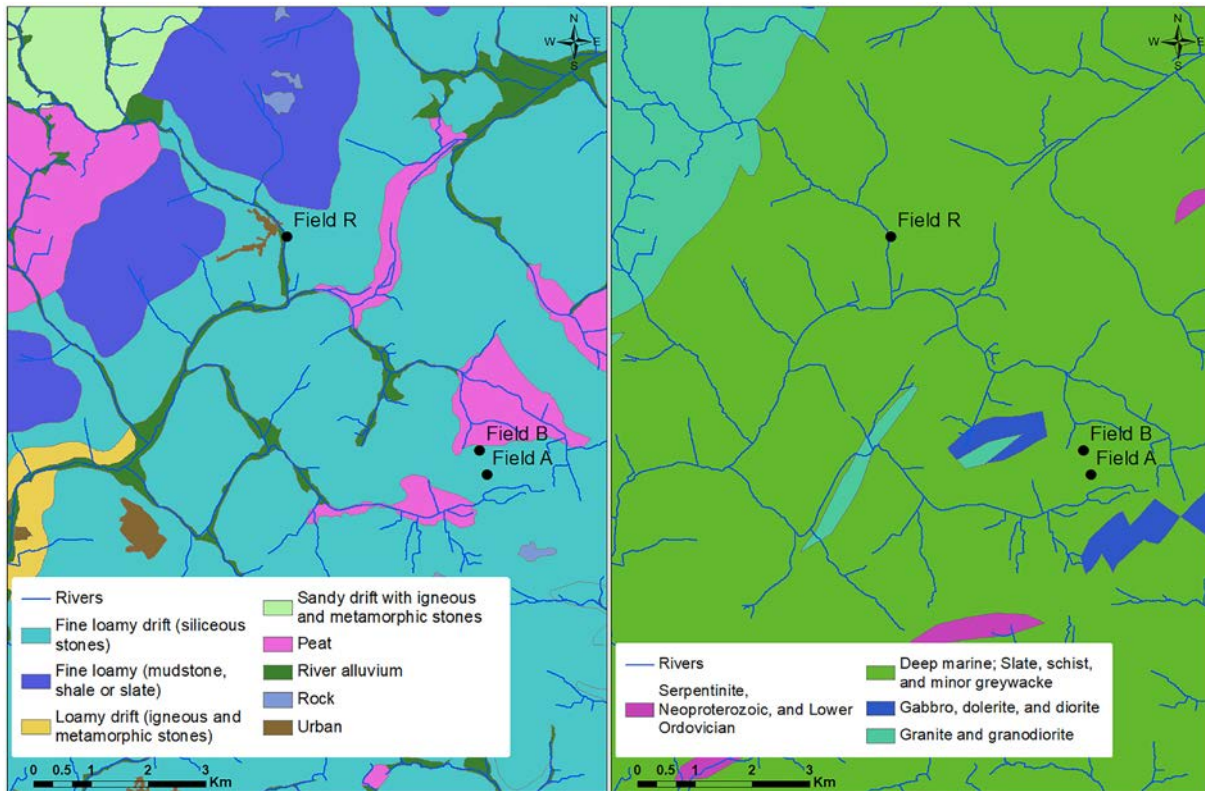 N
W E
S
Field R
Field B
Field A
Rivers
Fine loamy drift (siliceous
stones)
Fine loamy (mudstone,
shale or slate)
Loamy drift (igneous and
metamorphic stones)
Sandy drift with igneous
and metamorphic stones
Peat
River alluvium
Rock
Urban
0 0.5 1 2 3
Km
N
W E
S
Field R
Field B
Field A
Rivers
Serpentinite,
Neoproterozoic, and Lower
Ordovician
Deep marine; Slate, schist,
and minor greywacke
Gabbro, dolerite, and diorite
Granite and granodiorite
0 0.5 1 2 3
Km